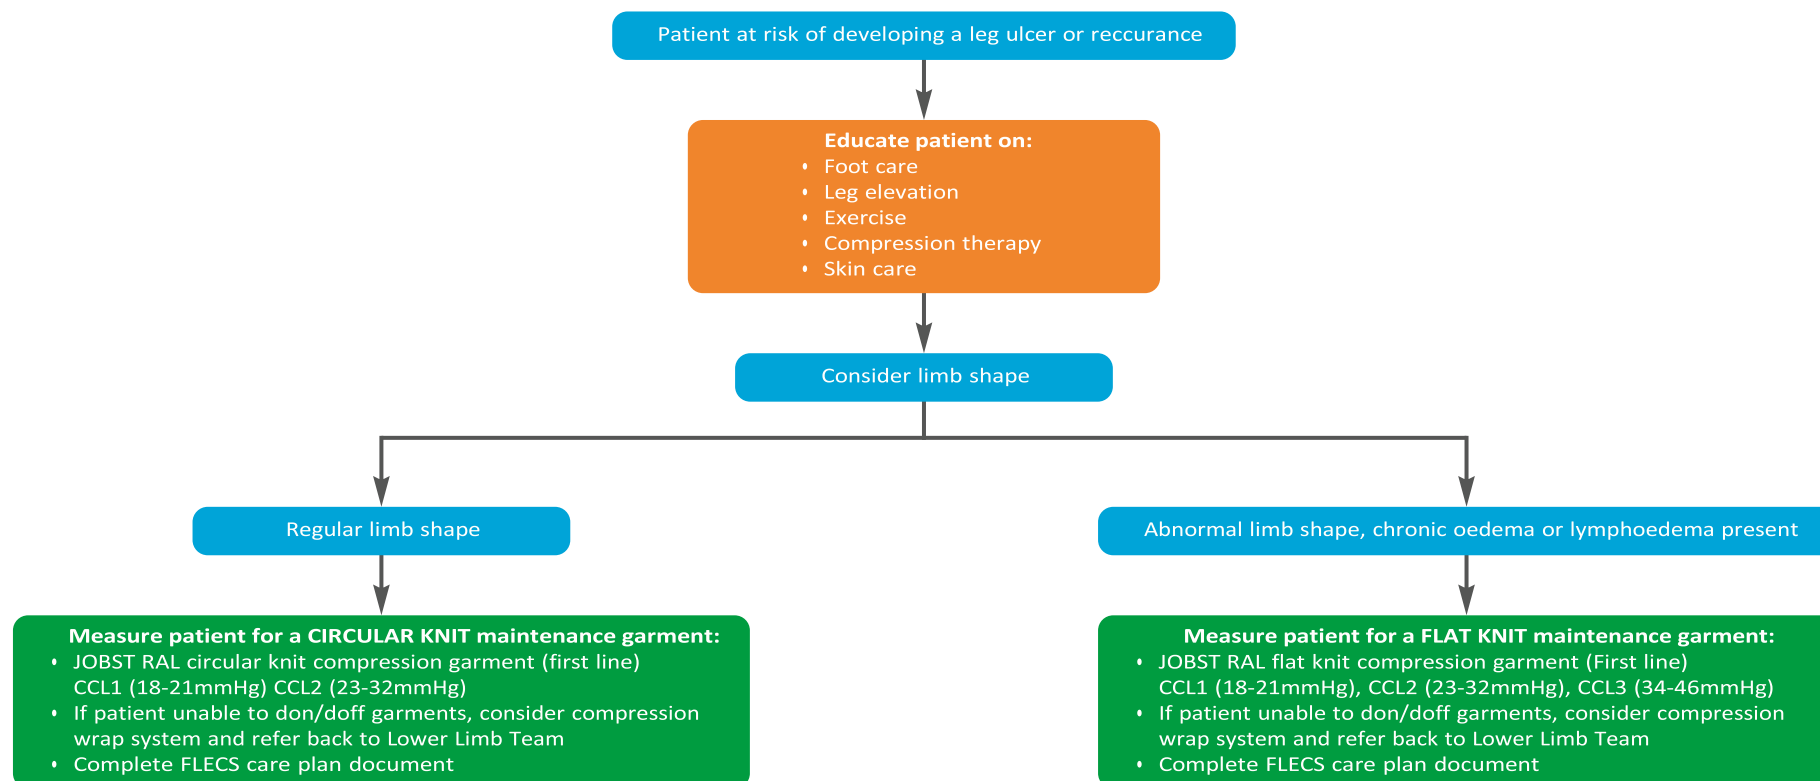 Patient at risk of developing a leg ulcer or reccurance
Educate patient on:
• Foot care
• Leg elevation
• Exercise
• Compression therapy
• Skin care
Consider limb shape
Regular limb shape
Abnormal limb shape, chronic oedema or lymphoedema present
Measure patient for a CIRCULAR KNIT maintenance garment:
• JOBST RAL circular knit compression garment (first line)
CCL1 (18-21mmHg) CCL2 (23-32mmHg)
• If patient unable to don/doff garments, consider compression
wrap system and refer back to Lower Limb Team
• Complete FLECS care plan document
Measure patient for a FLAT KNIT maintenance garment:
• JOBST RAL flat knit compression garment (First line)
CCL1 (18-21mmHg), CCL2 (23-32mmHg), CCL3 (34-46mmHg)
• If patient unable to don/doff garments, consider compression
wrap system and refer back to Lower Limb Team
• Complete FLECS care plan document